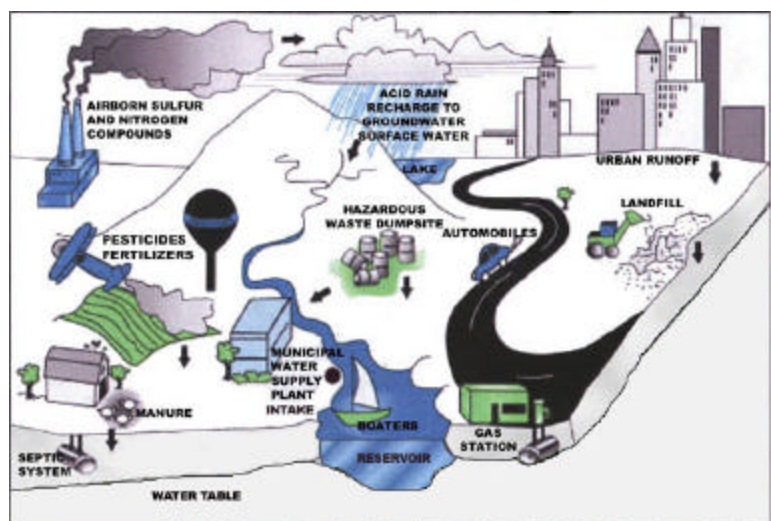 AIRBORN SULFUR
AND NITROGEN
COMPOUNDS
ACID RAIN
RECHARGE TO
GROUNDWATER
SURFACE WATER
LAKE
URBAN RUNOFF
LANDFILL
HAZARDOUS
WASTE DUMPSITE
AUTOMOBILES
PESTICIDES
FERTILIZERS
MUNICIPAL
WATER
SUPPLY
PLANT
INTAKE
MANURE
BOATERS
GAS
STATION
SEPTIC
SYSTEM
RESERVOIR
WATER TABLE